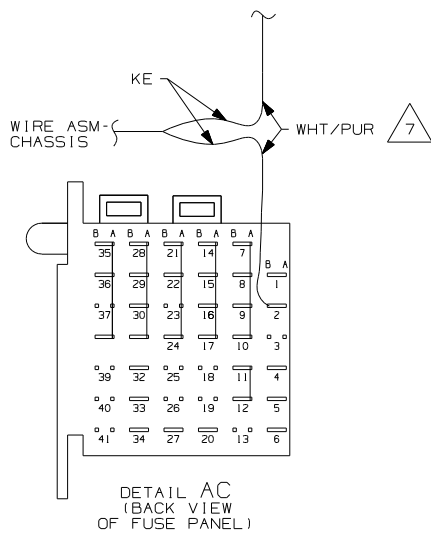 KE
WIRE ASM-
CHASSIS
WHT/PUR
7
B A B A B A B A B A
35 28 21 14 7
B A
36 29 22 15 8 1
37 30 23 16 9 2
24 17 10 3
39 32 25 18 11 4
40 33 26 19 12 5
41 34 27 20 13 6
DETAIL AC
(BACK VIEW
OF FUSE PANEL)